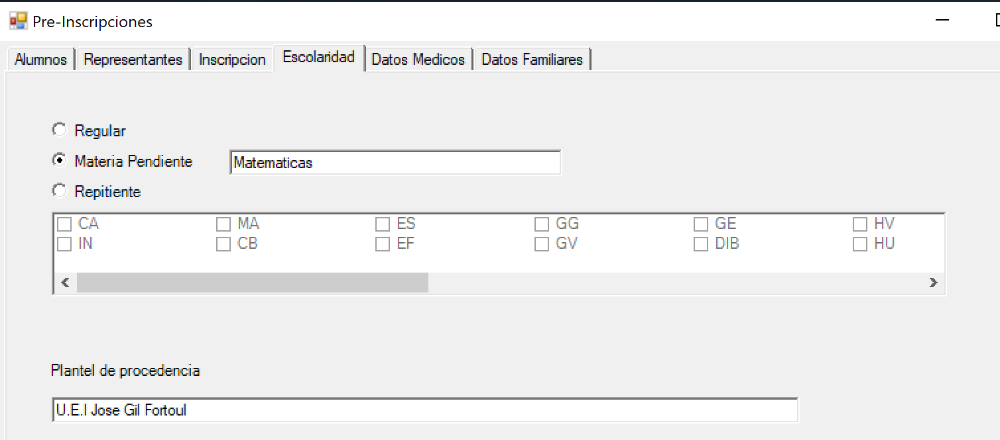 Pre-Inscripciones
Alumnos Representantes Inscripcion Escolaridad Datos Medicos Datos Familiares
Regular
Materia Pendiente Matematicas
Repitiente
CA MA ES GG GE HV
IN CB EF GV DIB HU
Plantel de procedencia
U.E.I Jose Gil Fortoul